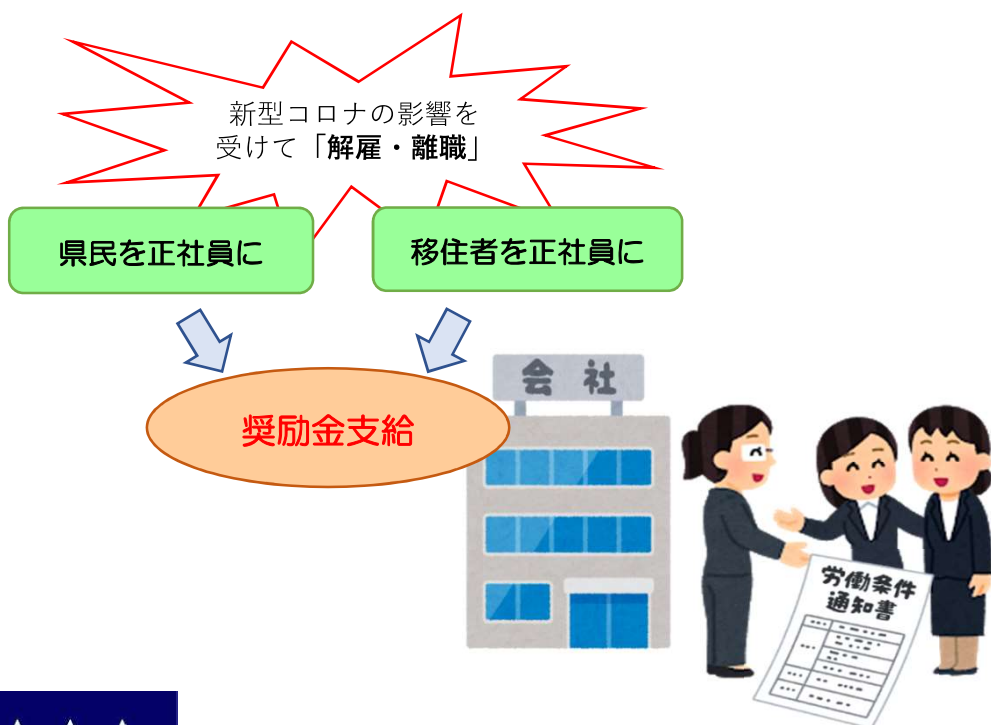 新型コロナの影響を
受けて「解雇・離職」
県民を正社員に
移住者を正社員に
奨励金支給
会社
労働条件
通知書